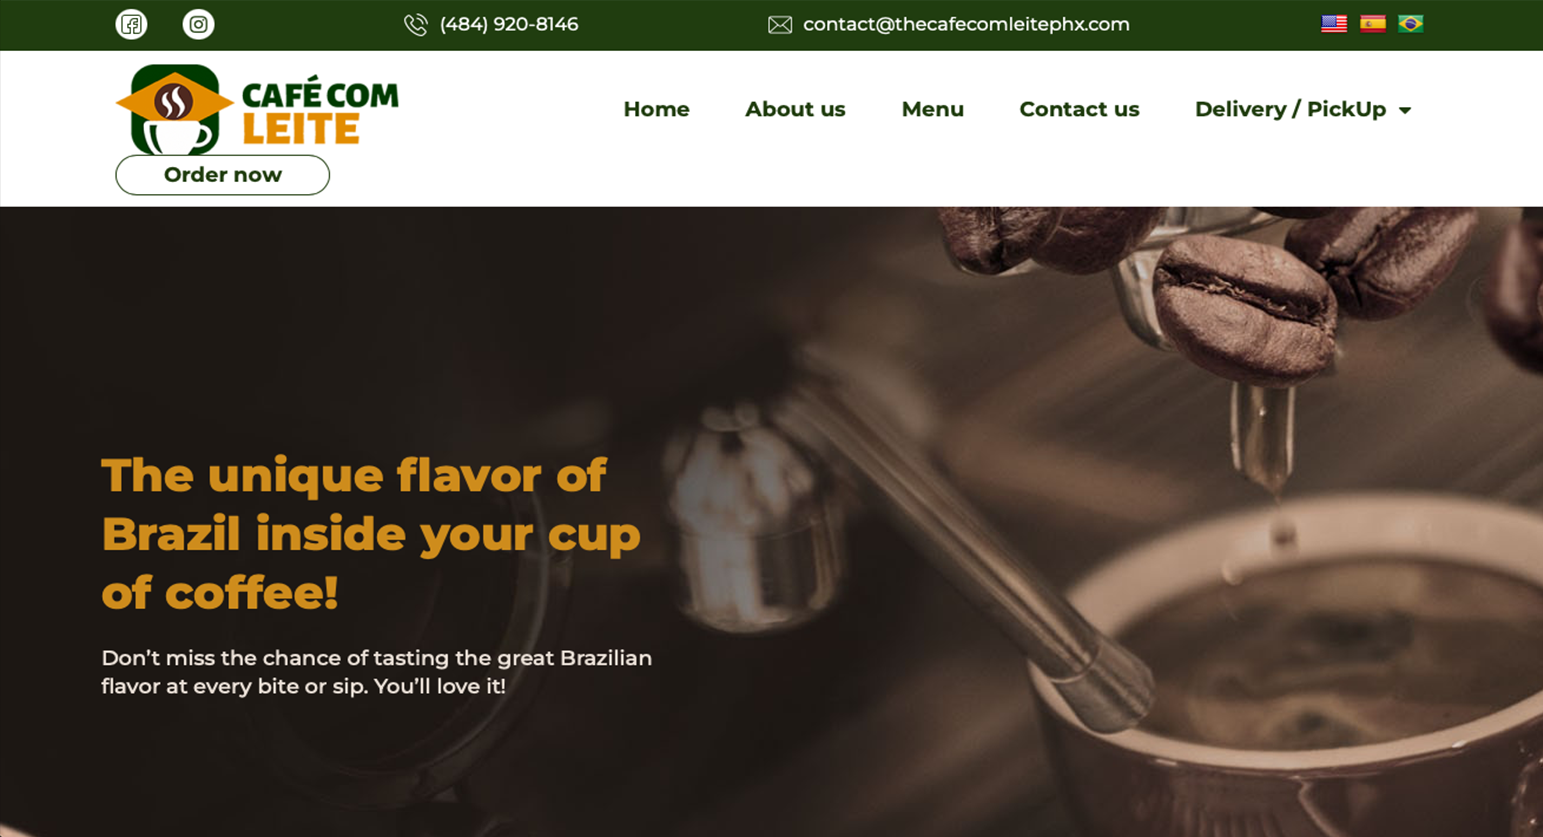 (484) 920-8146
contact@thecafecomleitephx.com
CAFÉ COM
LEITE
Home
About us
Menu
Contact us
Delivery / PickUp
Order now
The unique flavor of
Brazil inside your cup
of coffee!
Don’t miss the chance of tasting the great Brazilian
flavor at every bite or sip. You’ll love it!